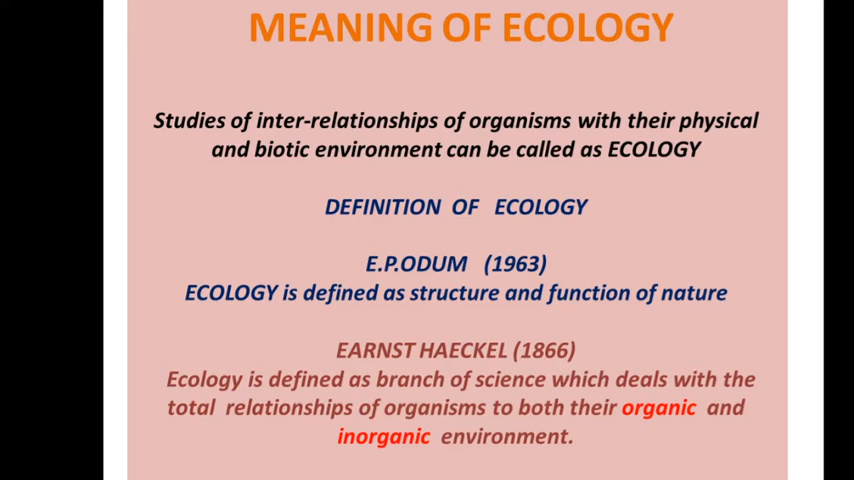 MEANING OF ECOLOGY
Studies of inter-relationships of organisms with their physical
and biotic environment can be called as ECOLOGY
DEFINITION OF ECOLOGY
E.P.ODUM (1963)
ECOLOGY is defined as structure and function of nature
EARNST HAECKEL (1866)
Ecology is defined as branch of science which deals with the
total relationships of organisms to both their organic and
inorganic environment.